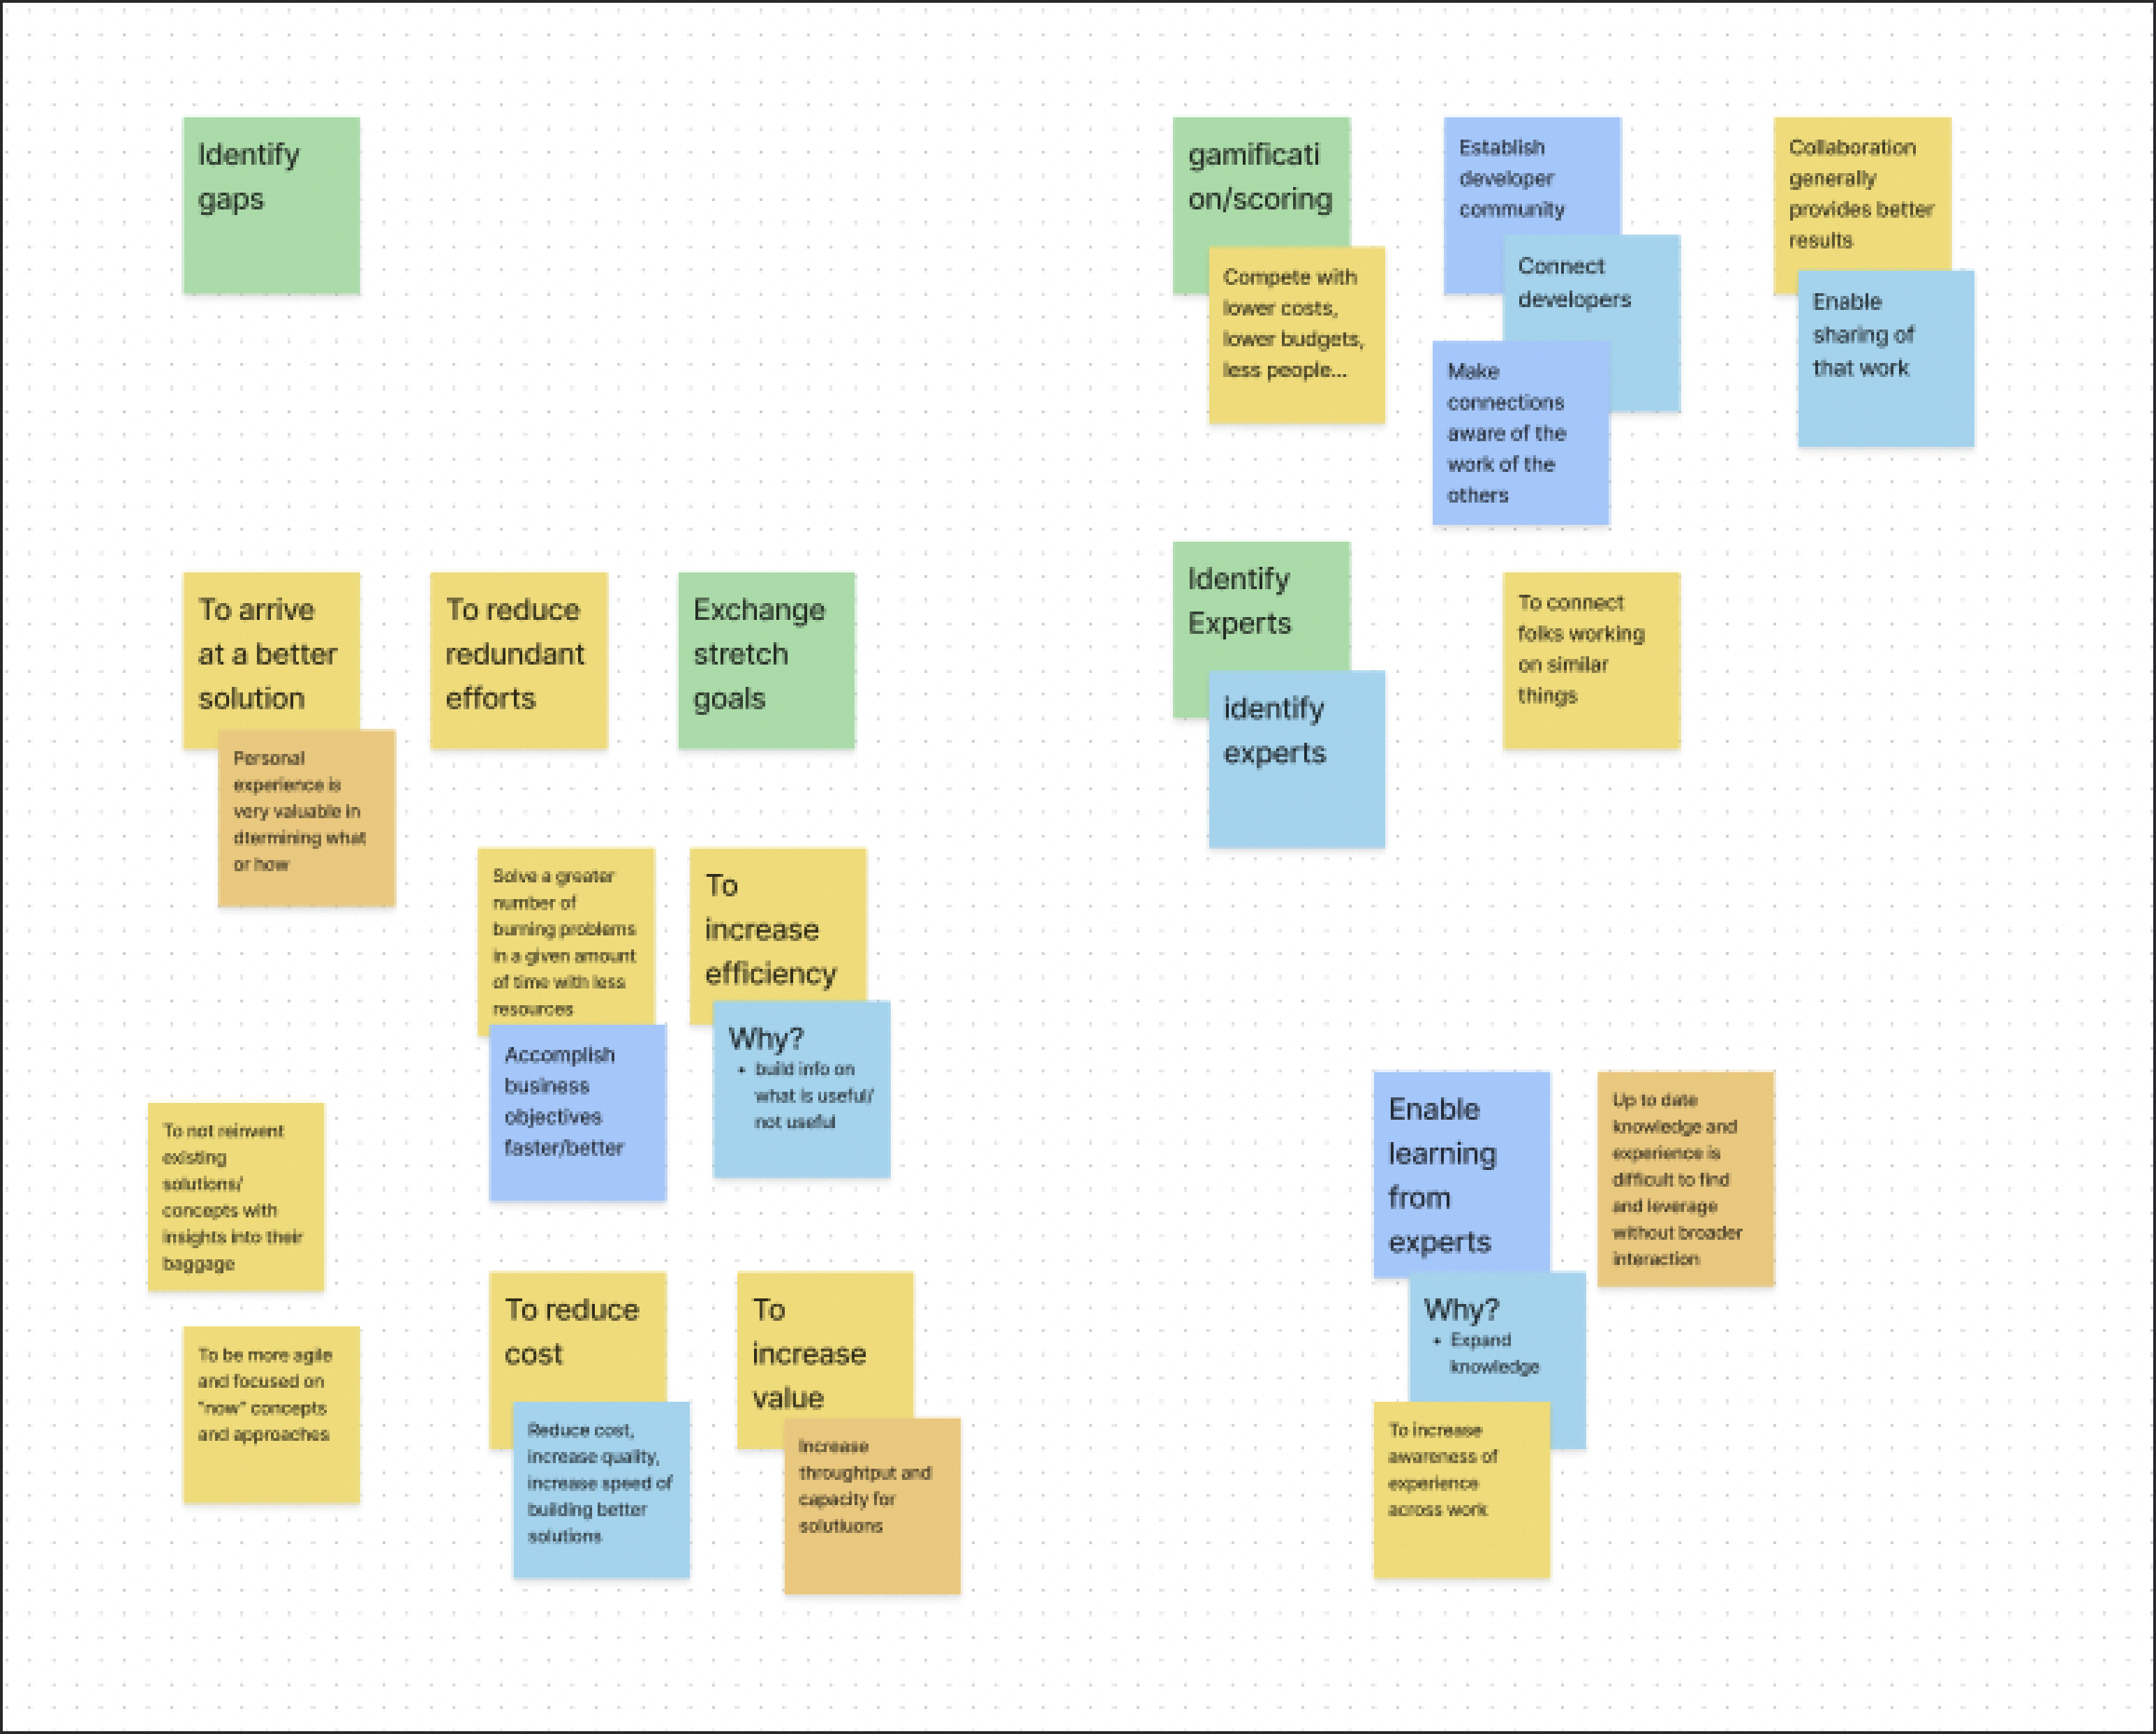 Identify
gaps
gamificati
on/scoring
Compete with
lower costs,
lower budgets,
less people...
Establish
developer
community
Connect
developers
Make
connections
aware of the
work of the
others
Collaboration
generally
provides better
results
Enable
sharing of
that work
To arrive
at a better
solution
Personal
experience is
very valuable in
dtermining what
or how
To reduce
redundant
efforts
Exchange
stretch
goals
Identify
Experts
identify
experts
To connect
folks working
on similar
things
Solve a greater
number of
burning problems
in a given amount
of time with less
resources
Accomplish
business
objectives
faster/better
To
increase
efficiency
Why?
• build info on
what is useful/
not useful
To not reinvent
existing
solutions/
concepts with
insights into their
baggage
To be more agile
and focused on
"now" concepts
and approaches
To reduce
cost
Reduce cost,
increase quality,
increase speed of
building better
solutions
To
increase
value
Increase
throughtput and
capacity for
solutluons
Enable
learning
from
experts
Why?
• Expand
knowledge
To increase
awareness of
experience
across work
Up to date
knowledge and
experience is
difficult to find
and leverage
without broader
interaction